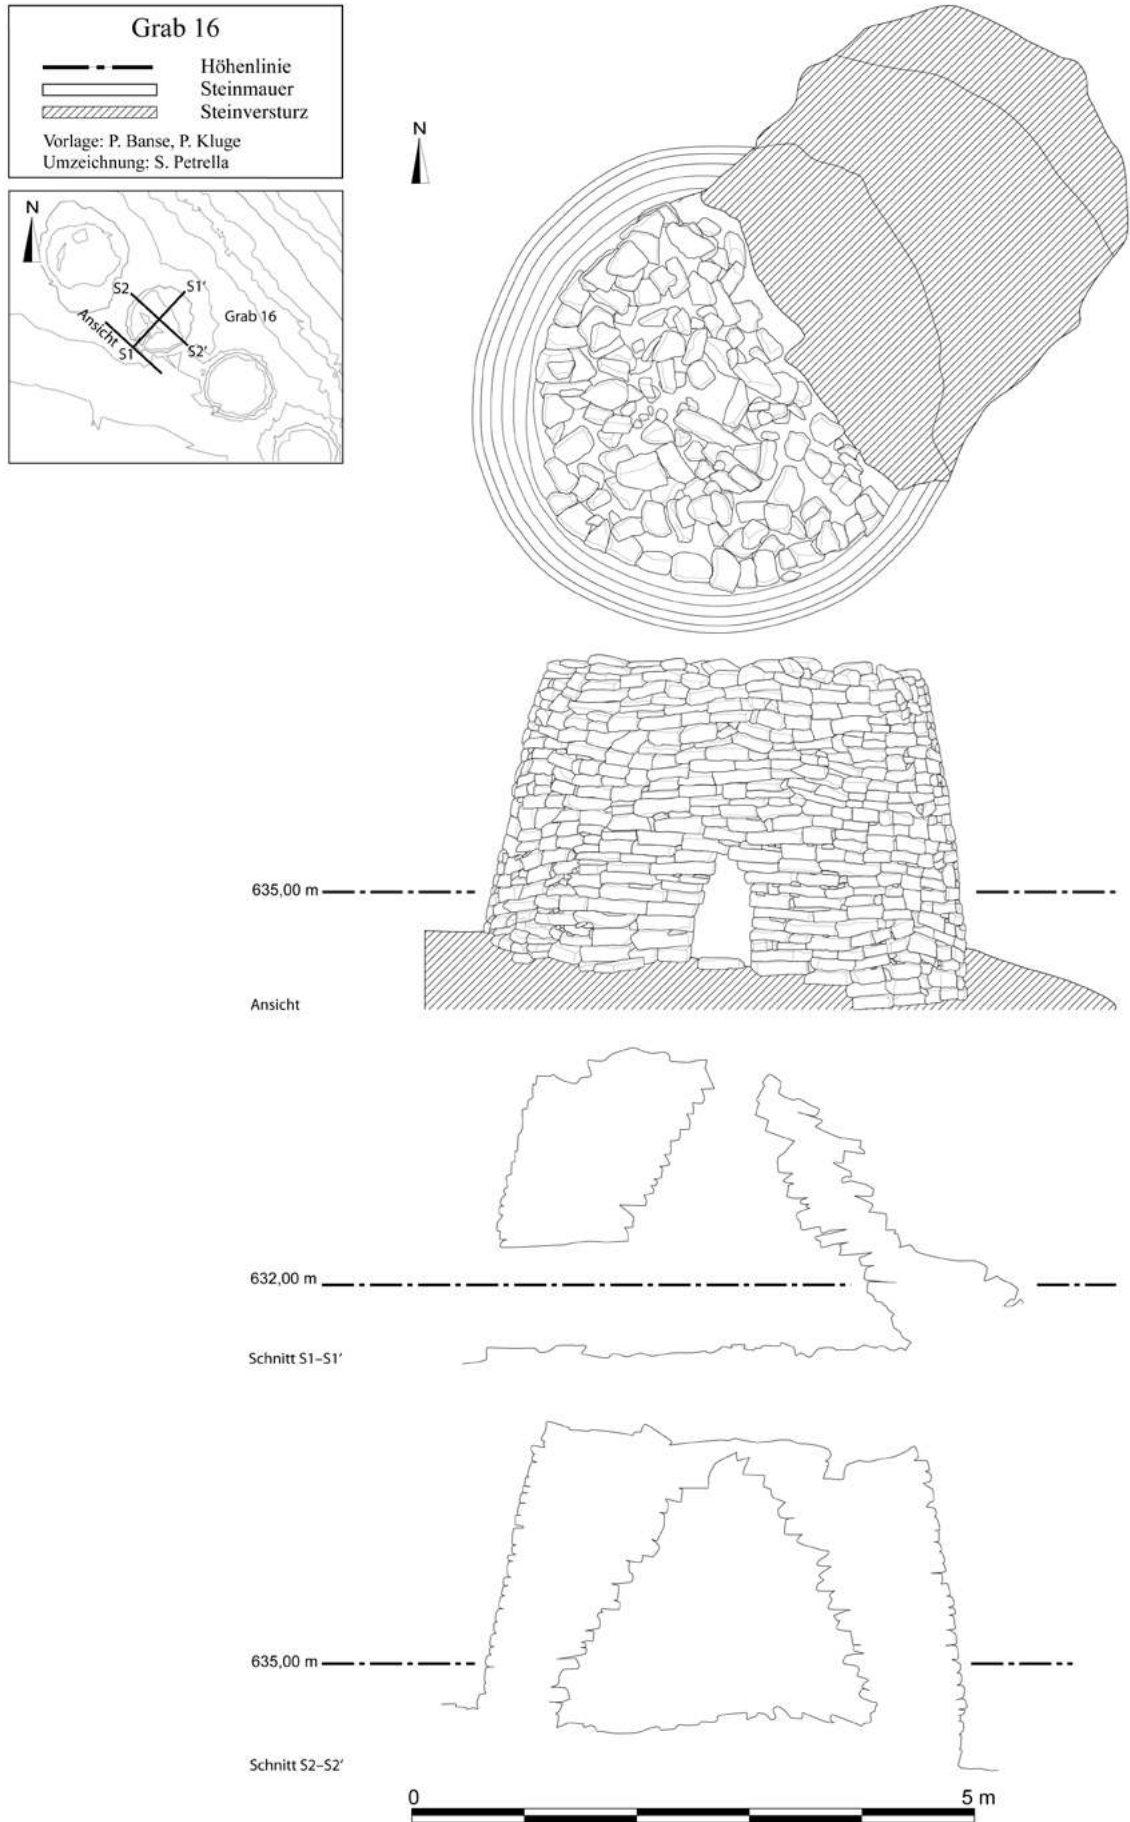 Grab 16
Höhenlinie
Steinmauer
Steinversturz
Vorlage: P. Banse, P. Kluge
Umzeichnung: S. Petrella
N
N
S2
S1'
Grab 16
Ansicht
S1
S2'
635,00 m
Ansicht
632,00 m
Schnitt S1–S1'
635,00 m
Schnitt S2–S2'
0
5 m